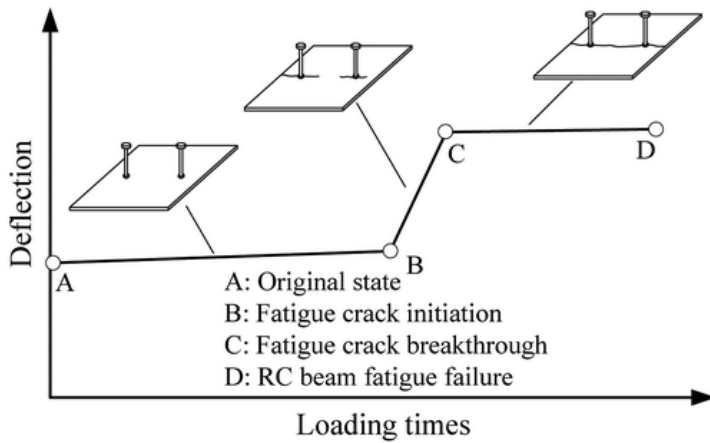 Deflection
C
D
A
B
A: Original state
B: Fatigue crack initiation
C: Fatigue crack breakthrough
D: RC beam fatigue failure
Loading times